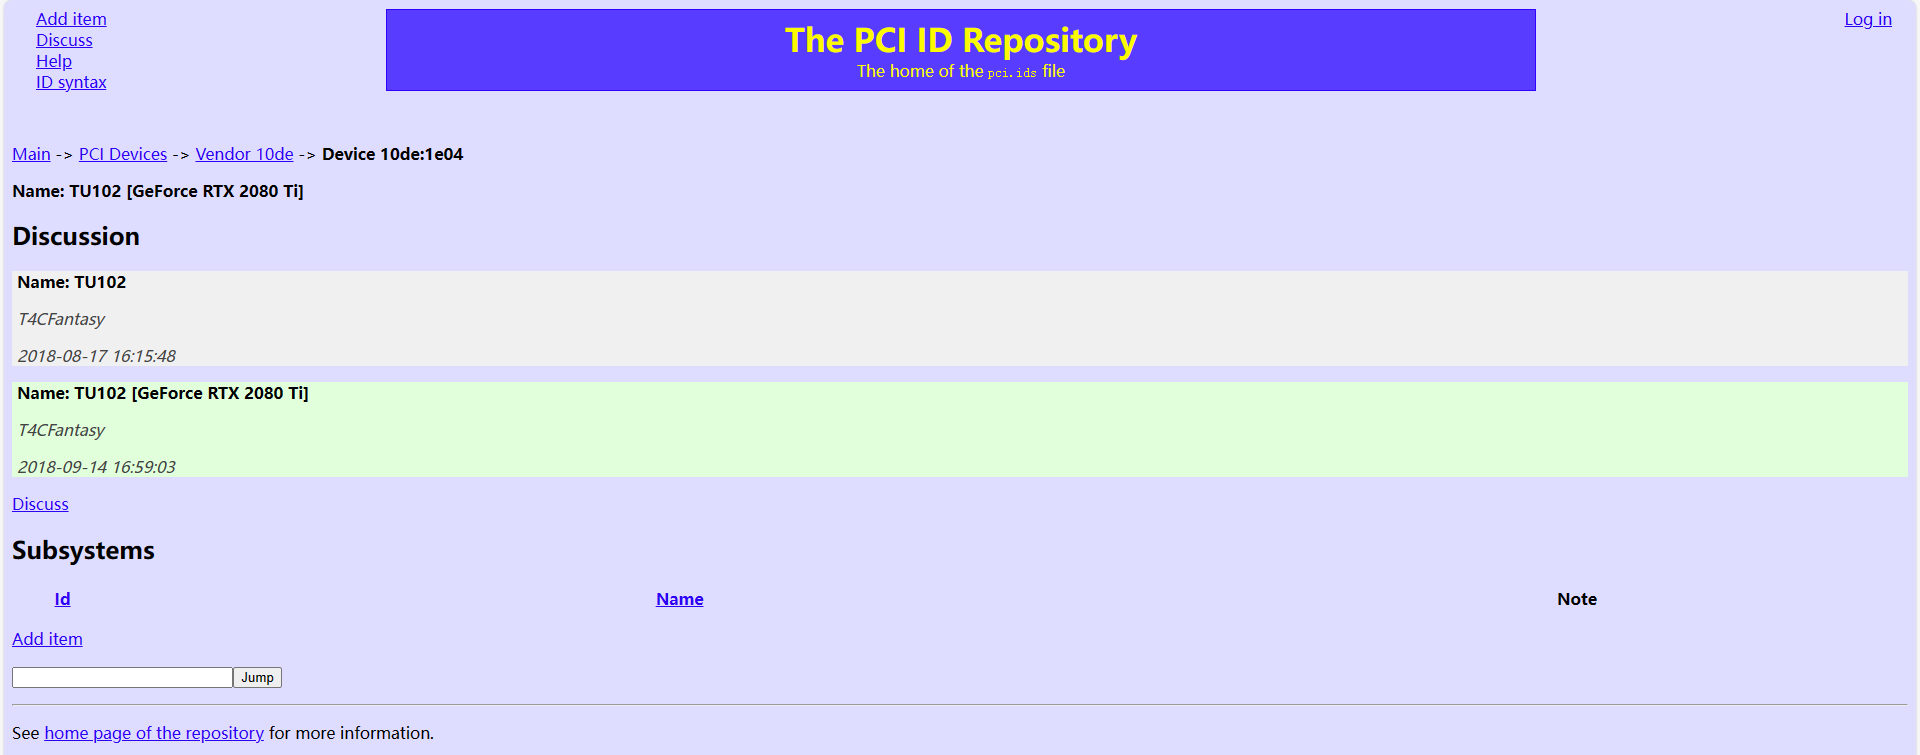 Add item
Discuss
Help
ID syntax
The PCI ID Repository
The home of the pci.ids file
Log in
Main -> PCI Devices -> Vendor 10de -> Device 10de:1e04
Name: TU102 [GeForce RTX 2080 Ti]
Discussion
Name: TU102
T4CFantasy
2018-08-17 16:15:48
Name: TU102 [GeForce RTX 2080 Ti]
T4CFantasy
2018-09-14 16:59:03
Discuss
Subsystems
Id Name Note
Add item
Jump
See home page of the repository for more information.